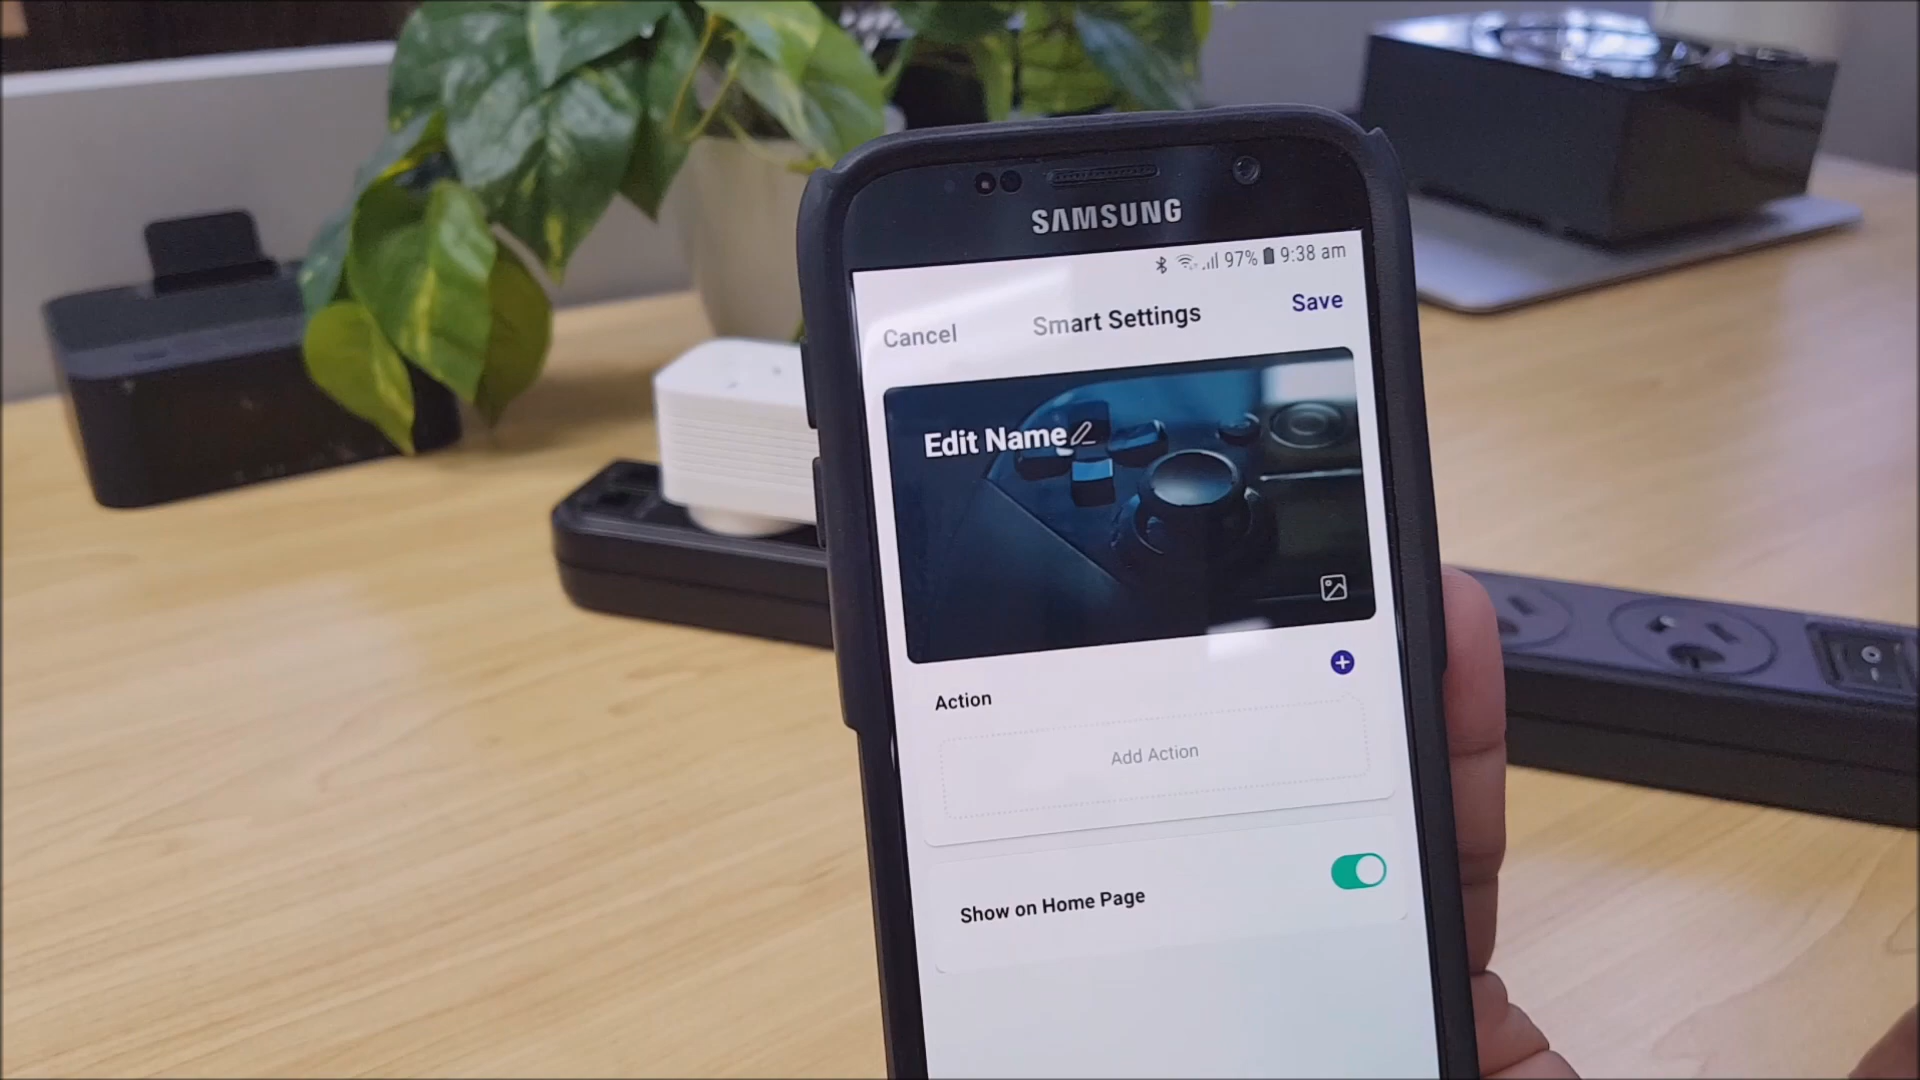 SAMSUNG
97% 9:38 am
Cancel Smart Settings Save
Edit Name
Action
Add Action
Show on Home Page